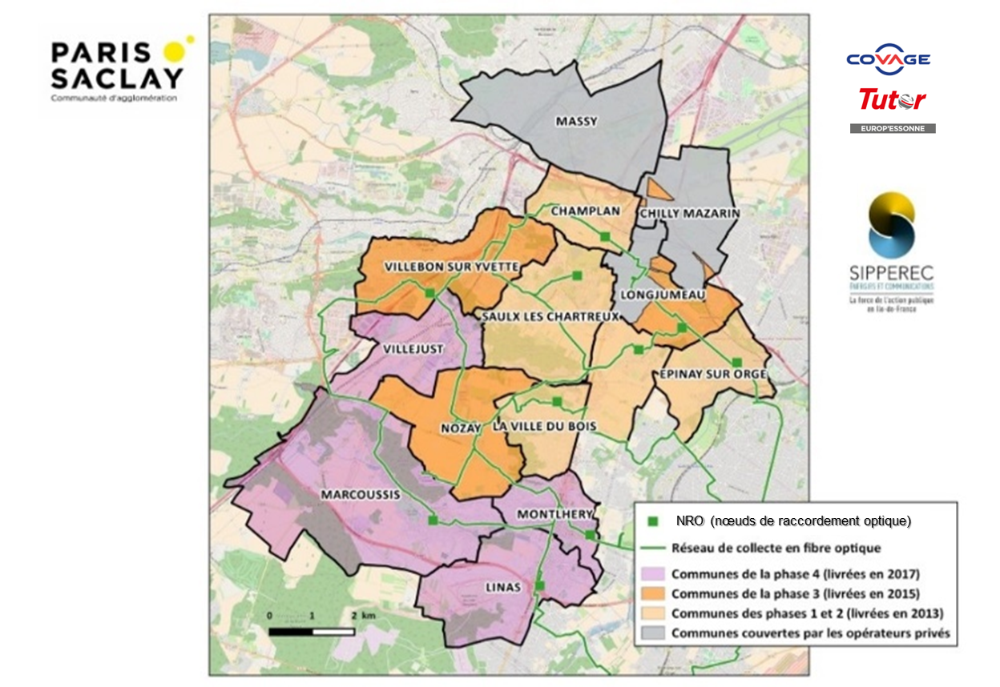 PARIS
SACLAY
Communauté d'agglomération
COVAGE
Tutor
EUROP'ESSONNE
SIPPEREC
ÉNERGIES ET COMMUNICATIONS
La force de l'action publique
en Ile-de-France
MASSY
CHAMPLAN
CHILLY MAZARIN
VILLEBON SUR YVETTE
LONGJUMEAU
SAULX LES CHARTREUX
VILLEJUST
EPINAY SUR ORGE
NOZAY
LA VILLE DU BOIS
MARCOUSSIS
MONTLHERY
LINAS
0 1 2 km
NRO (nœuds de raccordement optique)
Réseau de collecte en fibre optique
Communes de la phase 4 (livrées en 2017)
Communes de la phase 3 (livrées en 2015)
Communes des phases 1 et 2 (livrées en 2013)
Communes couvertes par les opérateurs privés